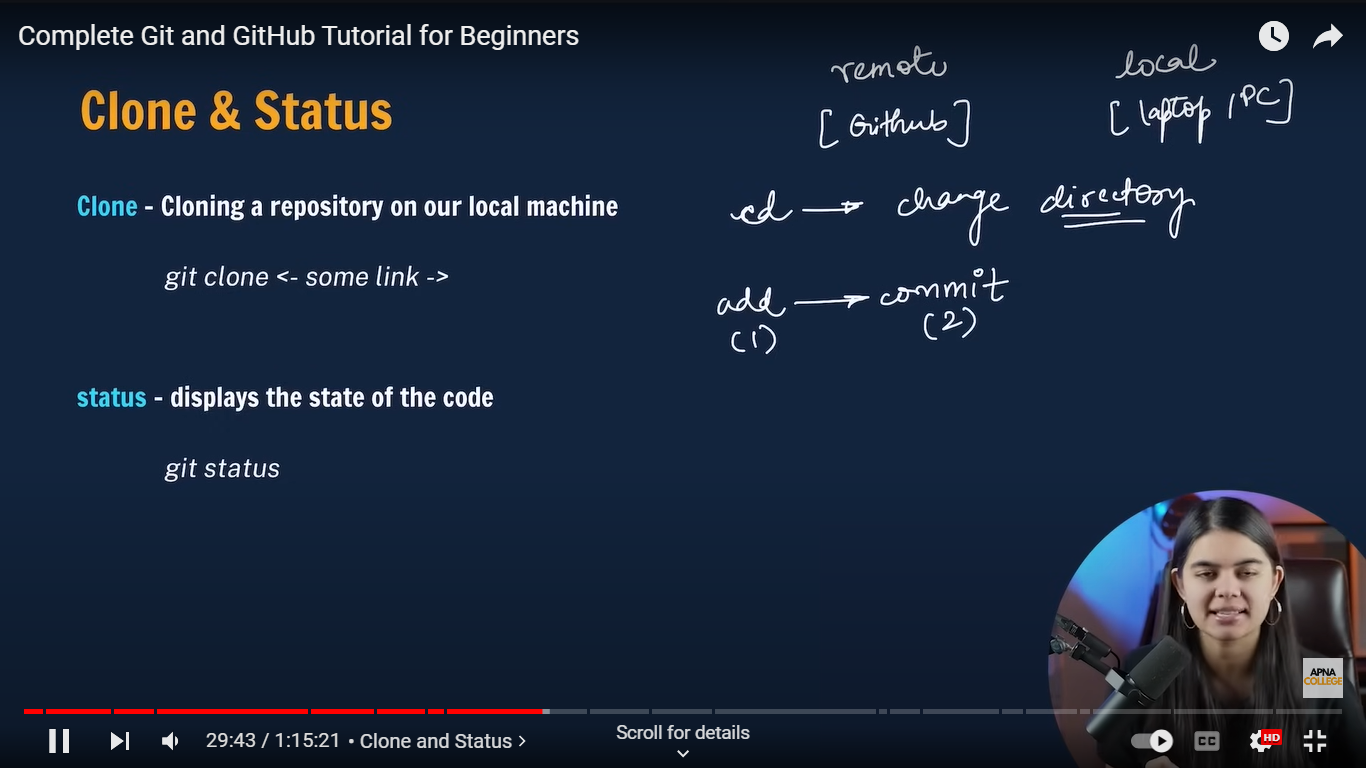 Complete Git and GitHub Tutorial for Beginners
remote
local
[Github]
[laptop / PC]
Clone & Status
Clone - Cloning a repository on our local machine
cd → change directory
git clone <- some link ->
add → commit
(1) (2)
status - displays the state of the code
git status
APNA
COLLEGE
29:43 / 1:15:21 • Clone and Status >
Scroll for details
CC
HD